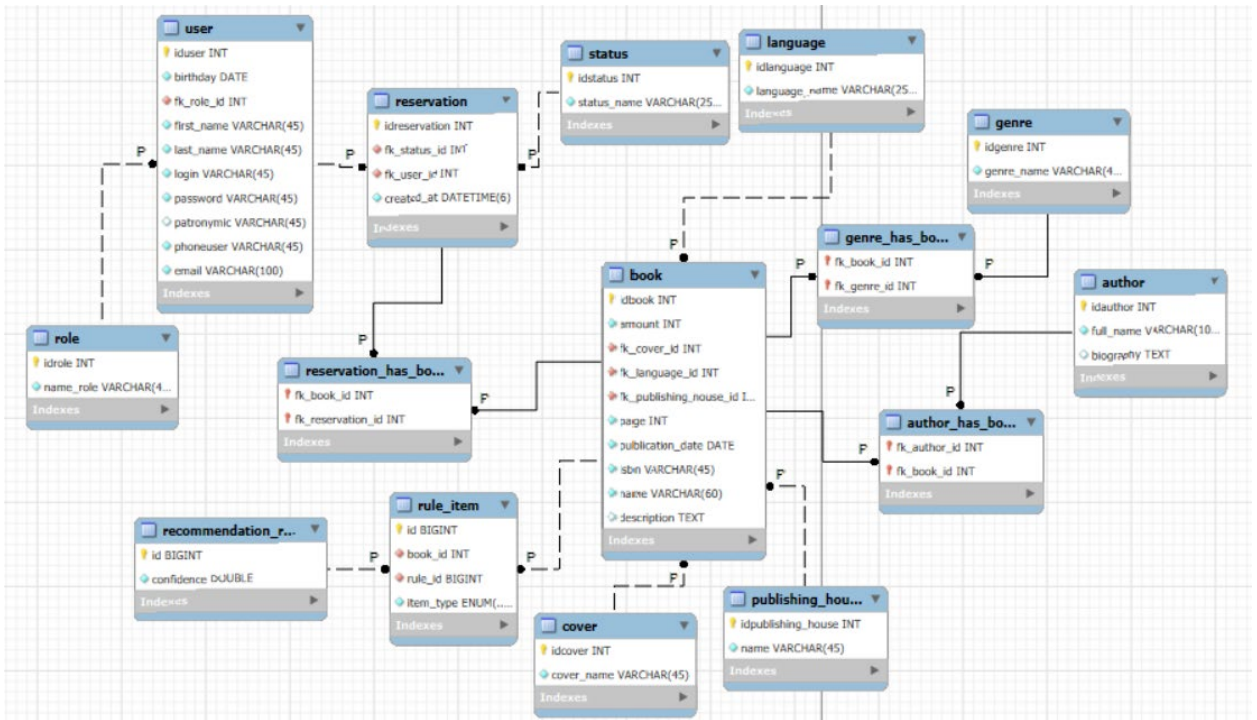 user
iduser INT
birthday DATE
fk_role_id INT
first_name VARCHAR(45)
last_name VARCHAR(45)
login VARCHAR(45)
password VARCHAR(45)
patronymic VARCHAR(45)
phoneuser VARCHAR(45)
email VARCHAR(100)
Indexes
P
role
idrole INT
name_role VARCHAR(4...
Indexes
reservation
idreservation INT
fk_status_id INT
fk_user_id INT
created_at DATETIME(6)
Indexes
P
P
status
idstatus INT
status_name VARCHAR(25...
Indexes
language
idlanguage INT
language_name VARCHAR(25...
Indexes
genre
idgenre INT
genre_name VARCHAR(4...
Indexes
genre_has_bo...
fk_book_id INT
fk_genre_id INT
Indexes
P
P
author
idauthor INT
full_name VARCHAR(10...
biography TEXT
Indexes
author_has_bo...
fk_author_id INT
fk_book_id INT
Indexes
P
P
book
idbook INT
amount INT
fk_cover_id INT
fk_language_id INT
fk_publishing_house_id I...
page INT
publication_date DATE
isbn VARCHAR(45)
name VARCHAR(60)
description TEXT
Indexes
P
P
P
reservation_has_bo...
fk_book_id INT
fk_reservation_id INT
Indexes
P
P
recommendation_r...
id BIGINT
confidence DOUBLE
Indexes
rule_item
id BIGINT
book_id INT
rule_id BIGINT
item_type ENUM(...
Indexes
P
P
cover
idcover INT
cover_name VARCHAR(45)
Indexes
publishing_hou...
idpublishing_house INT
name VARCHAR(45)
Indexes